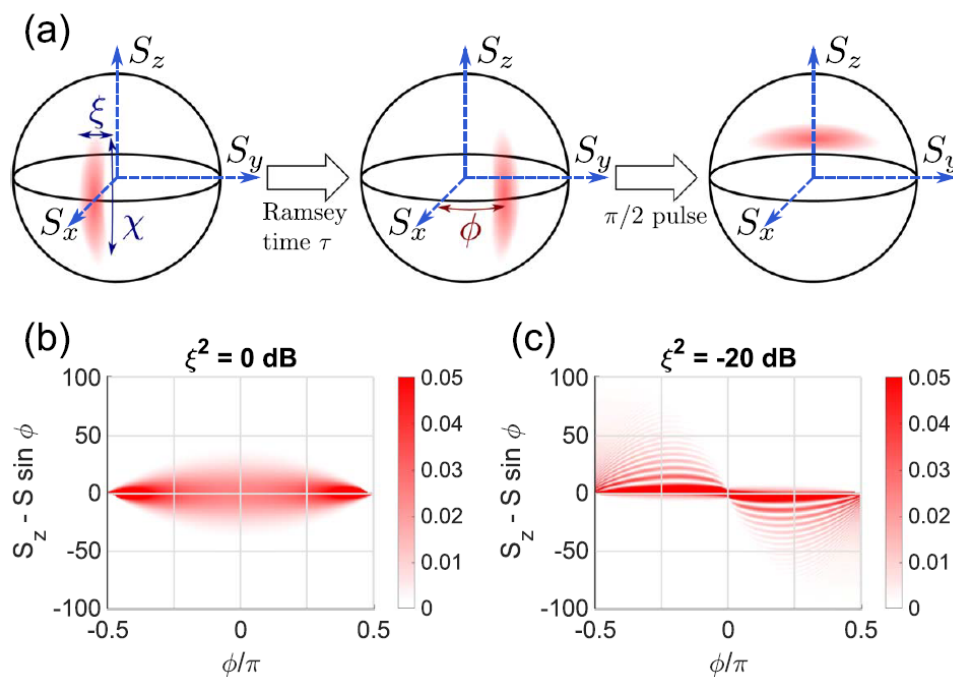 (a)
S_z
S_z
S_z
ξ
S_y
S_y
S_y
S_x
χ
Ramsey
time τ
S_x
ϕ
π/2 pulse
S_x
(b)
ξ² = 0 dB
100
50
0
-50
-100
S_z - S sin ϕ
-0.5
0
0.5
ϕ/π
0.05
0.04
0.03
0.02
0.01
0
(c)
ξ² = -20 dB
100
50
0
-50
-100
S_z - S sin ϕ
-0.5
0
0.5
ϕ/π
0.05
0.04
0.03
0.02
0.01
0